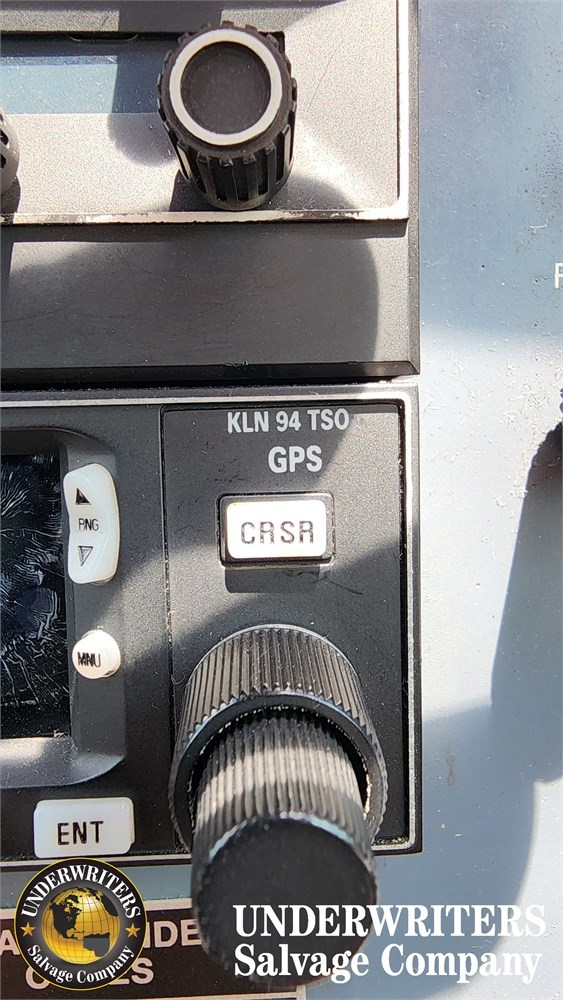 KLN 94 TSO
GPS
CRSR
RNG
MNU
ENT
UNDERWRITERS
Salvage Company
UNDERWRITERS
Salvage Company